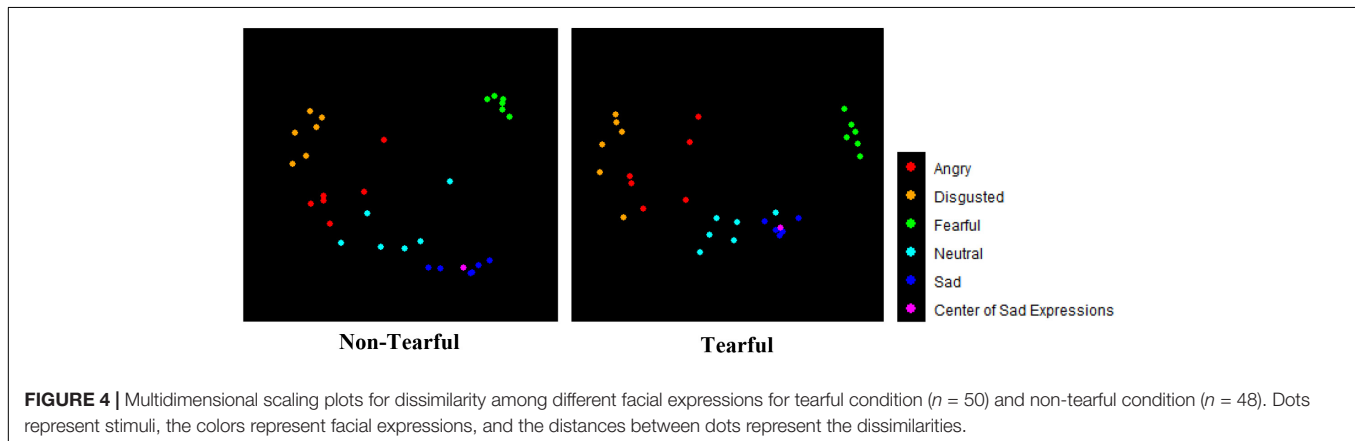 Angry
Disgusted
Fearful
Neutral
Sad
Center of Sad Expressions
Non-Tearful
Tearful
FIGURE 4 | Multidimensional scaling plots for dissimilarity among different facial expressions for tearful condition (n = 50) and non-tearful condition (n = 48). Dots
represent stimuli, the colors represent facial expressions, and the distances between dots represent the dissimilarities.